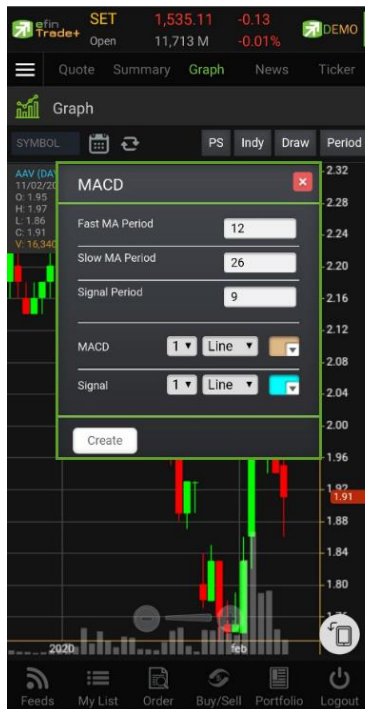 efin SET 1,535.11 -0.13
Trade+ Open 11,713 M -0.01% DEMO
Quote Summary Graph News Ticker
Graph
SYMBOL PS Indy Draw Period
AAV (DA
11/02/20
O: 1.95
H: 1.97
L: 1.86
C: 1.91
V: 16,340
MACD
Fast MA Period 12
Slow MA Period 26
Signal Period 9
MACD 1 Line
Signal 1 Line
Create
2.32
2.28
2.24
2.20
2.16
2.12
2.08
2.04
2.00
1.96
1.92
1.91
1.88
1.84
1.80
2020 feb
Feeds My List Order Buy/Sell Portfolio Logout